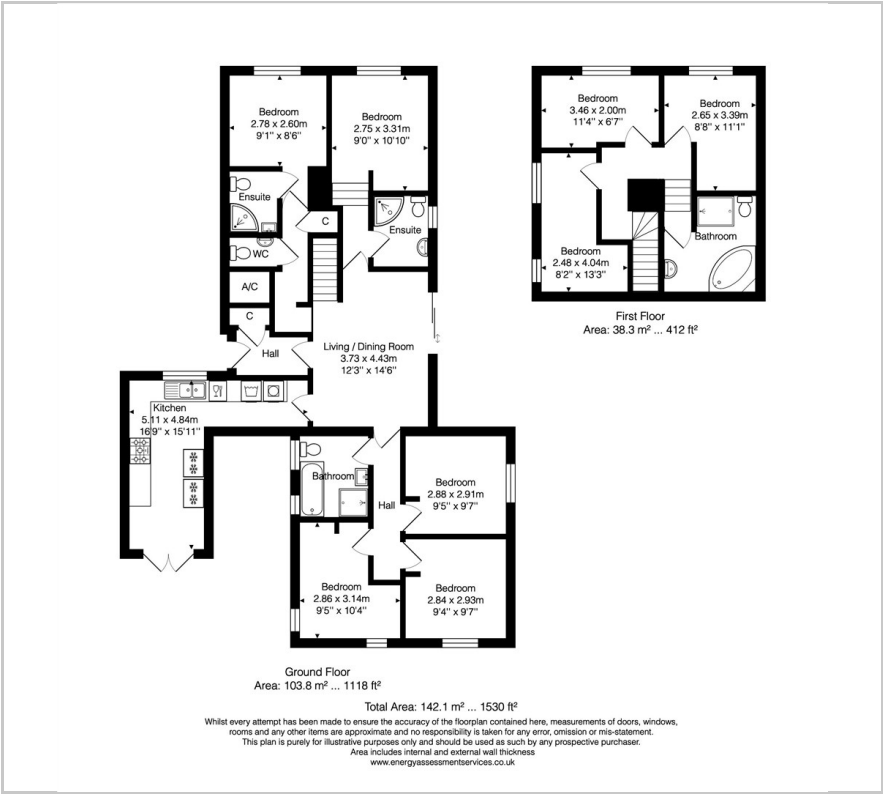 Bedroom
2.78 x 2.60m
9'1" x 8'6"
Bedroom
2.75 x 3.31m
9'0" x 10'10"
Ensuite
C
Ensuite
WC
A/C
C
Hall
Living / Dining Room
3.73 x 4.43m
12'3" x 14'6"
Kitchen
5.11 x 4.84m
16'9" x 15'11"
Bathroom
Hall
Bedroom
2.88 x 2.91m
9'5" x 9'7"
Bedroom
2.86 x 3.14m
9'5" x 10'4"
Bedroom
2.84 x 2.93m
9'4" x 9'7"
Ground Floor
Area: 103.8 m² ... 1118 ft²
Bedroom
3.46 x 2.00m
11'4" x 6'7"
Bedroom
2.65 x 3.39m
8'8" x 11'1"
Bathroom
Bedroom
2.48 x 4.04m
8'2" x 13'3"
First Floor
Area: 38.3 m² ... 412 ft²
Total Area: 142.1 m² ... 1530 ft²
Whilst every attempt has been made to ensure the accuracy of the floorplan contained here, measurements of doors, windows,
rooms and any other items are approximate and no responsibility is taken for any error, omission or mis-statement.
This plan is purely for illustrative purposes only and should be used as such by any prospective purchaser.
Area includes internal and external wall thickness
www.energyassessmentservices.co.uk